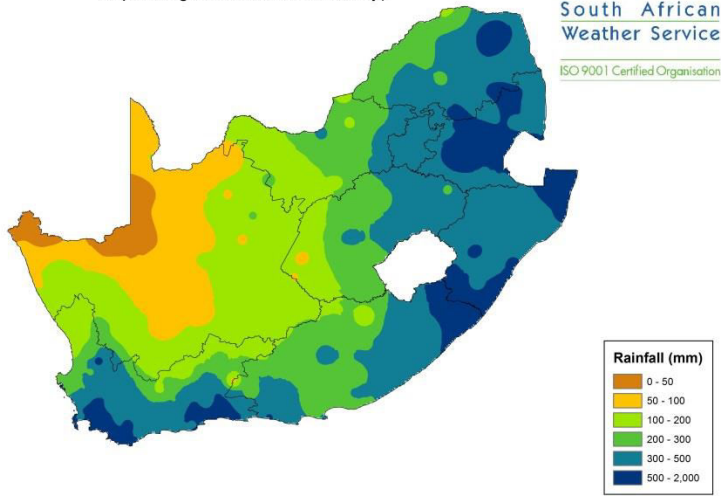 South African
Weather Service
ISO 9001 Certified Organisation
Rainfall (mm)
0 - 50
50 - 100
100 - 200
200 - 300
300 - 500
500 - 2,000